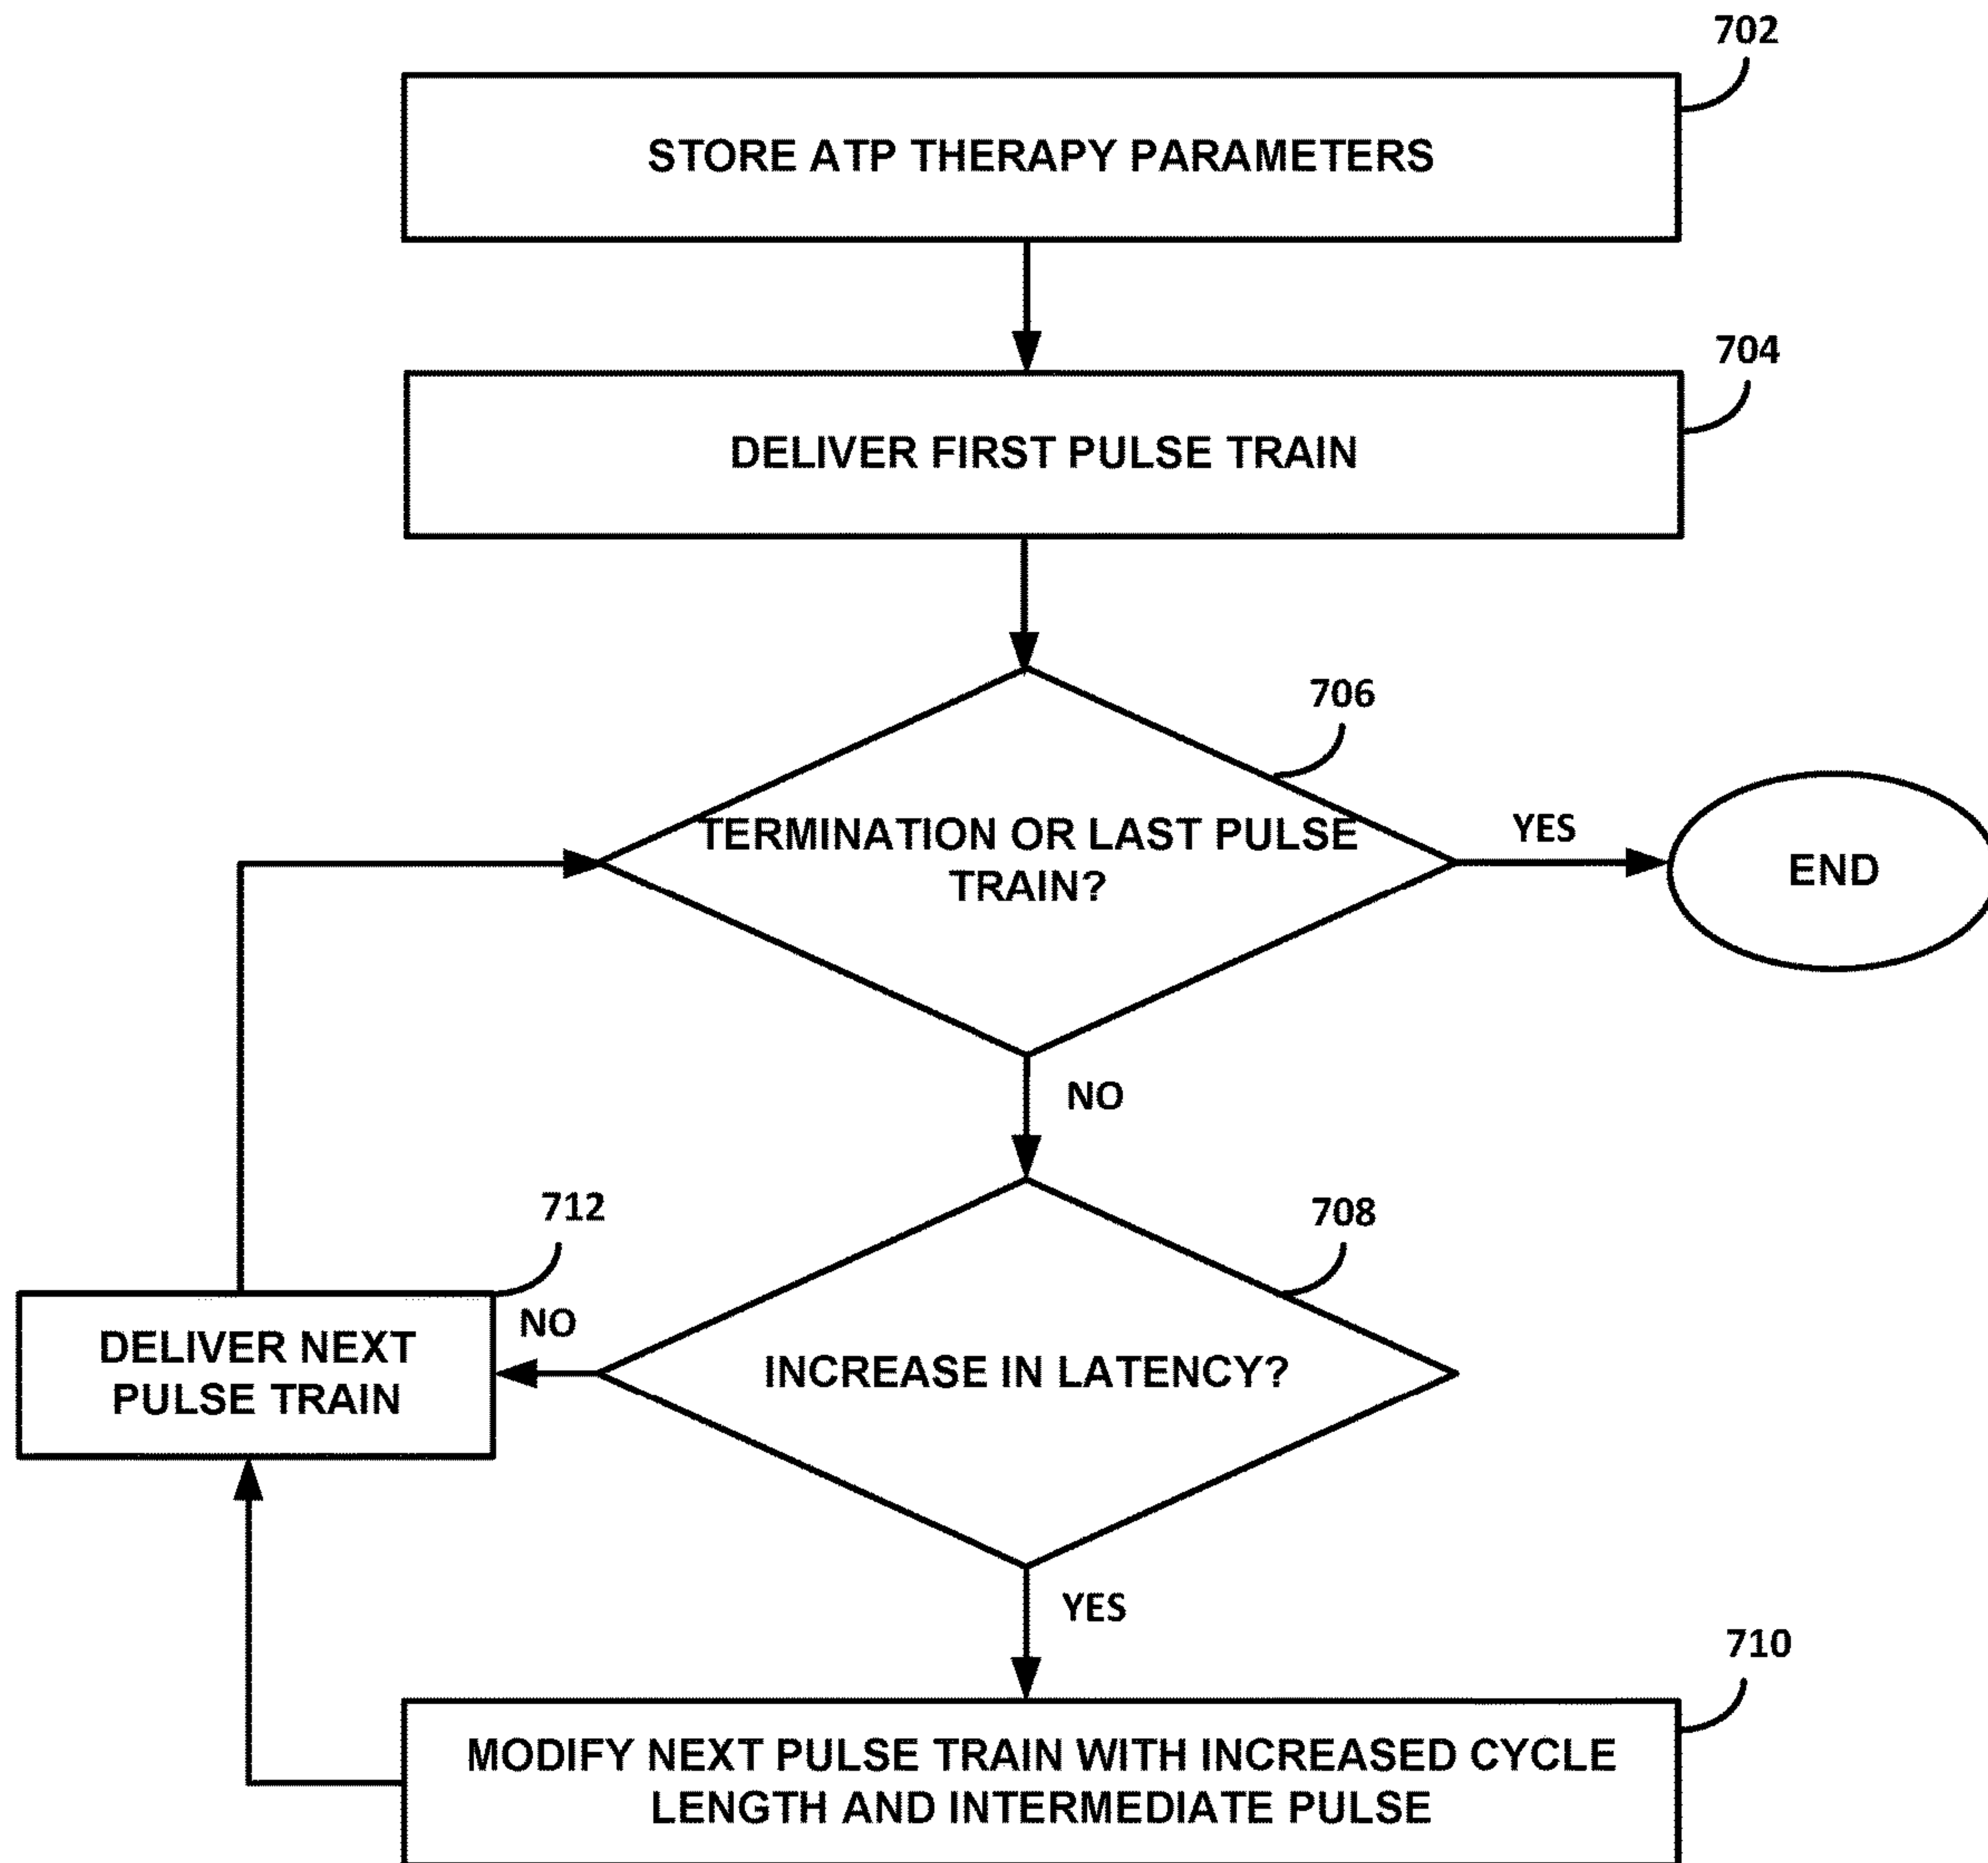 702
STORE ATP THERAPY PARAMETERS
704
DELIVER FIRST PULSE TRAIN
706
TERMINATION OR LAST PULSE
TRAIN?
YES
END
NO
712
708
DELIVER NEXT
PULSE TRAIN
NO
INCREASE IN LATENCY?
YES
710
MODIFY NEXT PULSE TRAIN WITH INCREASED CYCLE
LENGTH AND INTERMEDIATE PULSE